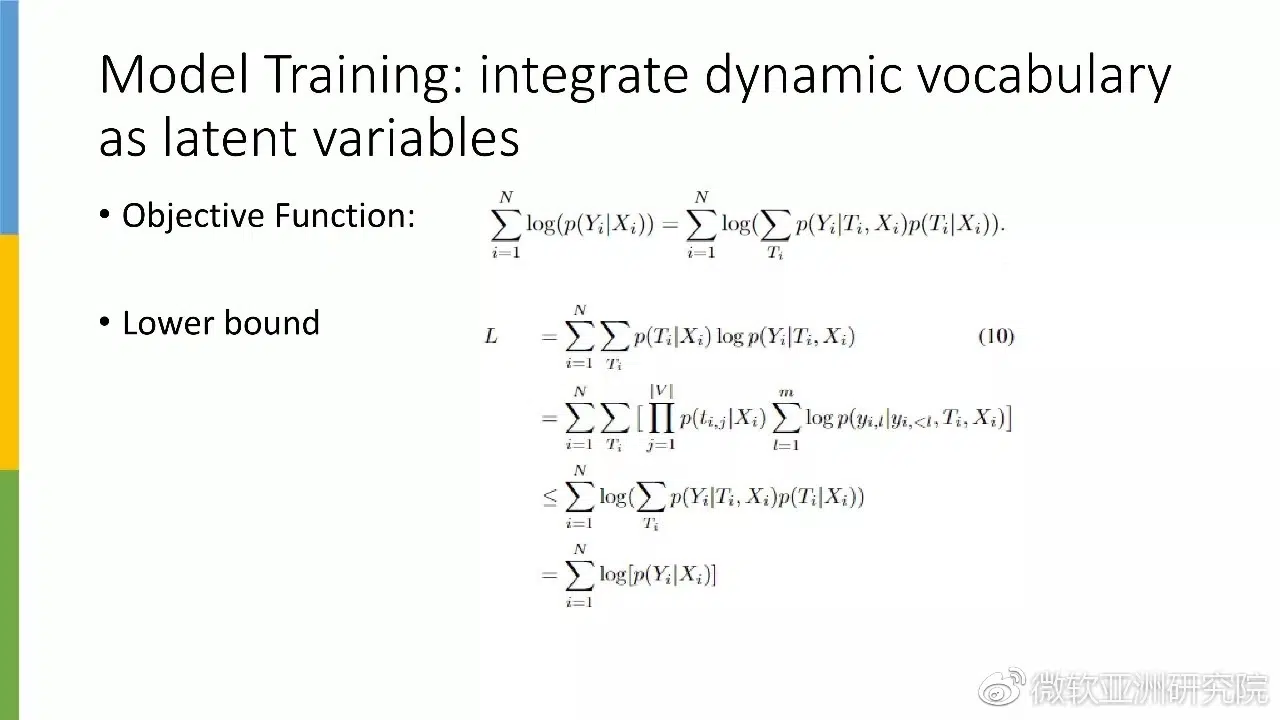 Model Training: integrate dynamic vocabulary
as latent variables
• Objective Function: $\sum_{i=1}^{N} \log(p(Y_i|X_i)) = \sum_{i=1}^{N} \log(\sum_{T_i} p(Y_i|T_i, X_i)p(T_i|X_i)).$
• Lower bound
$L = \sum_{i=1}^{N} \sum_{T_i} p(T_i|X_i) \log p(Y_i|T_i, X_i)$ (10)
$= \sum_{i=1}^{N} \sum_{T_i} [\prod_{j=1}^{|V|} p(t_{i,j}|X_i) \sum_{l=1}^{m} \log p(y_{i,l}|y_{i,<l}, T_i, X_i)]$
$\leq \sum_{i=1}^{N} \log(\sum_{T_i} p(Y_i|T_i, X_i)p(T_i|X_i))$
$= \sum_{i=1}^{N} \log[p(Y_i|X_i)]$
微软亚洲研究院